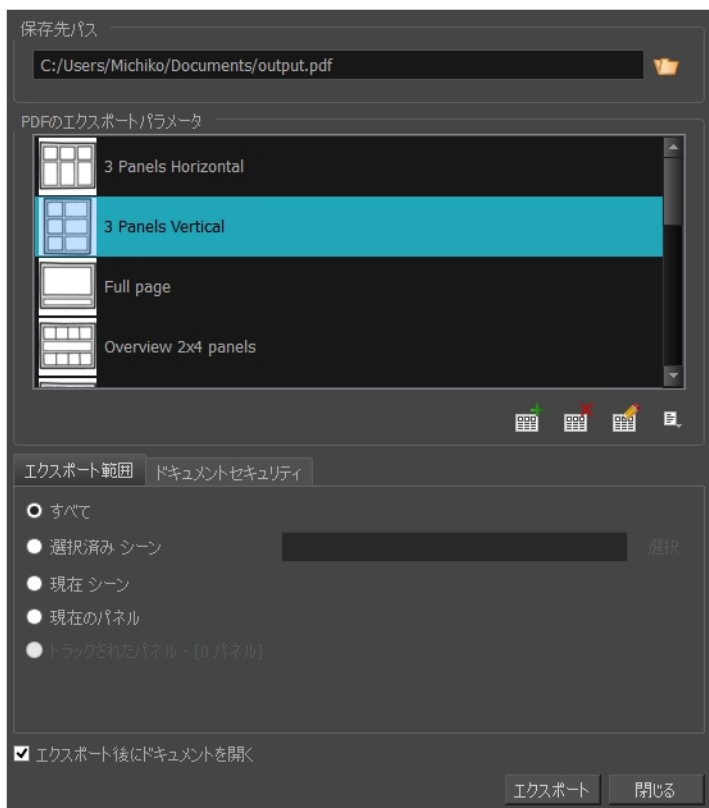 保存先パス
C:/Users/Michiko/Documents/output.pdf
PDFのエクスポートパラメータ
3 Panels Horizontal
3 Panels Vertical
Full page
Overview 2x4 panels
エクスポート範囲 ドキュメントセキュリティ
すべて
選択済み シーン 選択
現在 シーン
現在のパネル
トラックされたパネル - [0 パネル]
エクスポート後にドキュメントを開く
エクスポート 閉じる